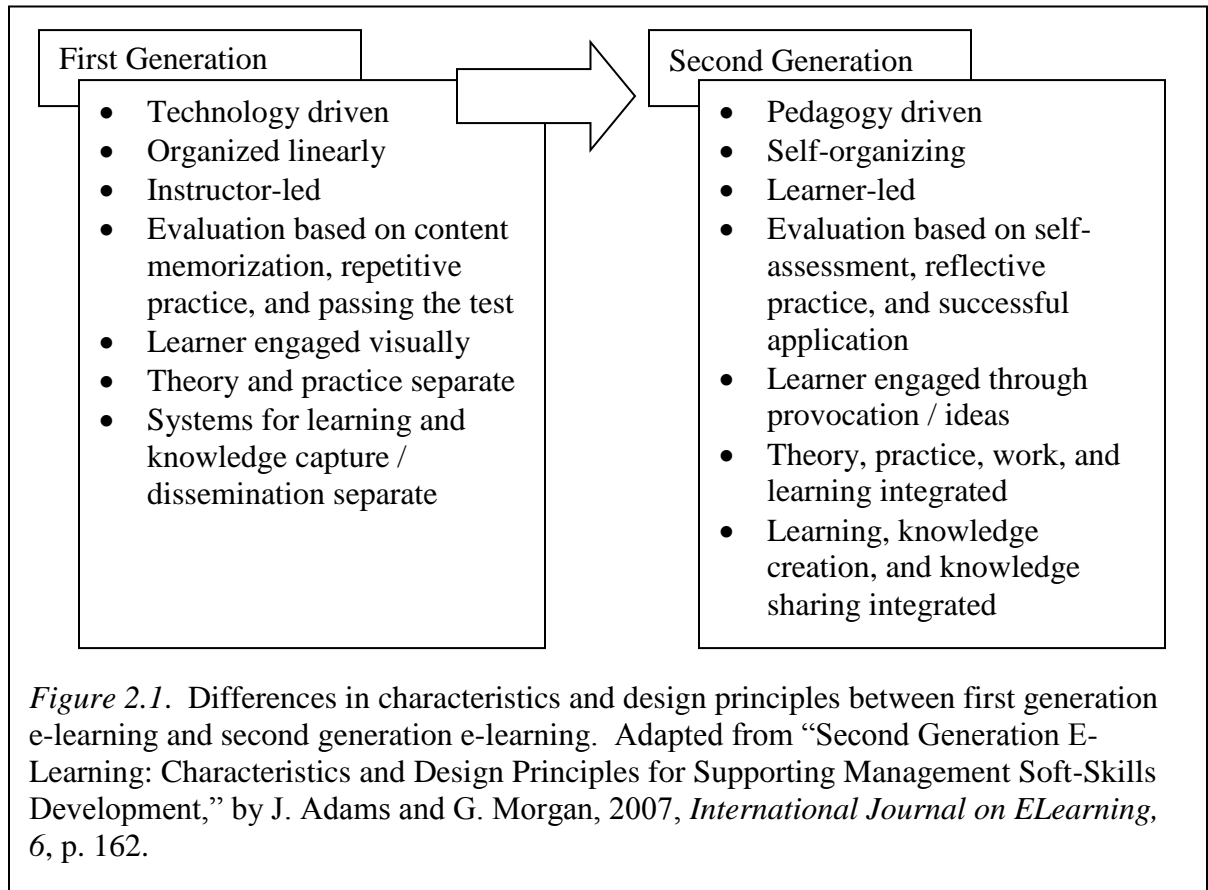 First Generation
• Technology driven
• Organized linearly
• Instructor-led
• Evaluation based on content
memorization, repetitive
practice, and passing the test
• Learner engaged visually
• Theory and practice separate
• Systems for learning and
knowledge capture /
dissemination separate
Second Generation
• Pedagogy driven
• Self-organizing
• Learner-led
• Evaluation based on self-
assessment, reflective
practice, and successful
application
• Learner engaged through
provocation / ideas
• Theory, practice, work, and
learning integrated
• Learning, knowledge
creation, and knowledge
sharing integrated
Figure 2.1. Differences in characteristics and design principles between first generation
e-learning and second generation e-learning. Adapted from “Second Generation E-
Learning: Characteristics and Design Principles for Supporting Management Soft-Skills
Development,” by J. Adams and G. Morgan, 2007, International Journal on ELearning,
6, p. 162.